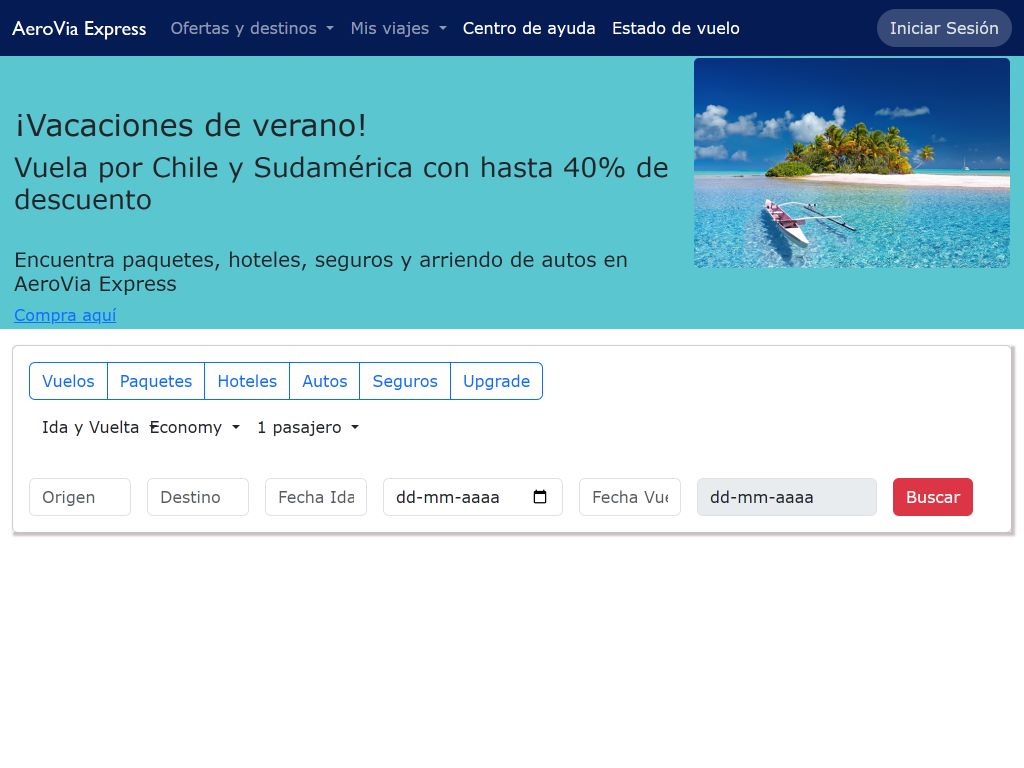 AeroVia Express Ofertas y destinos Mis viajes Centro de ayuda Estado de vuelo Iniciar Sesión
¡Vacaciones de verano!
Vuela por Chile y Sudamérica con hasta 40% de
descuento
Encuentra paquetes, hoteles, seguros y arriendo de autos en
AeroVia Express
Compra aquí
Vuelos Paquetes Hoteles Autos Seguros Upgrade
Ida y Vuelta Economy 1 pasajero
Origen Destino Fecha Ida dd-mm-aaaa Fecha Vue dd-mm-aaaa Buscar